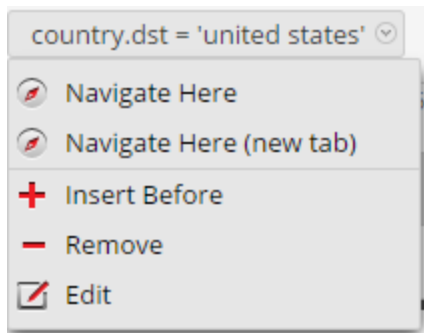 country.dst = 'united states'
Navigate Here
Navigate Here (new tab)
Insert Before
Remove
Edit